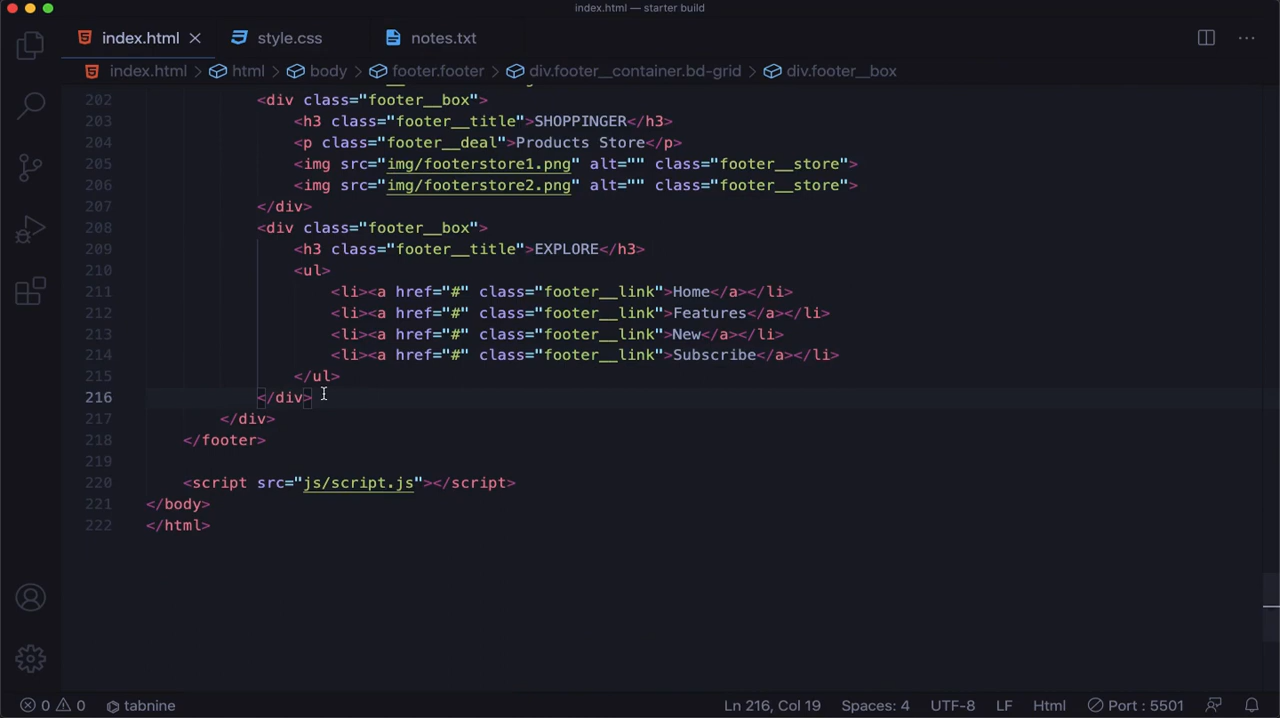 index.html — starter build
index.html
style.css
notes.txt
index.html > html > body > footer.footer > div.footer__container.bd-grid > div.footer__box
202 <div class="footer__box">
203 <h3 class="footer__title">SHOPPINGER</h3>
204 <p class="footer__deal">Products Store</p>
205 <img src="img/footerstore1.png" alt="" class="footer__store">
206 <img src="img/footerstore2.png" alt="" class="footer__store">
207 </div>
208 <div class="footer__box">
209 <h3 class="footer__title">EXPLORE</h3>
210 <ul>
211 <li><a href="#" class="footer__link">Home</a></li>
212 <li><a href="#" class="footer__link">Features</a></li>
213 <li><a href="#" class="footer__link">New</a></li>
214 <li><a href="#" class="footer__link">Subscribe</a></li>
215 </ul>
216 </div>
217 </div>
218 </footer>
219
220 <script src="js/script.js"></script>
221 </body>
222 </html>
0 0 tabnine Ln 216, Col 19 Spaces: 4 UTF-8 LF Html Port : 5501